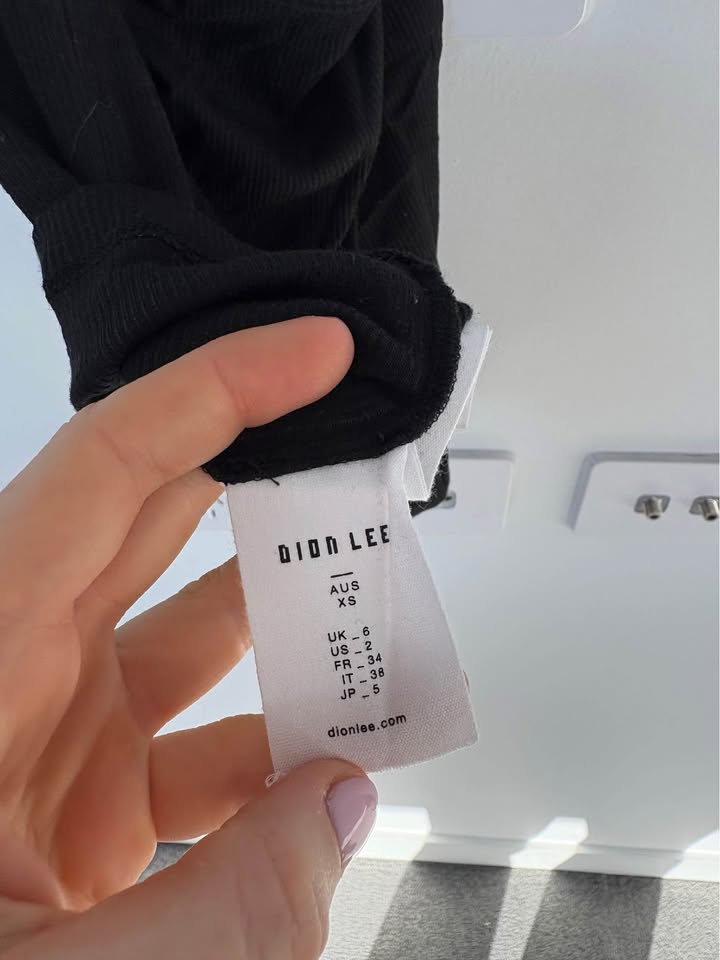 DION LEE
AUS
XS
UK _ 6
US _ 2
FR _ 34
IT _ 38
JP _ 5
dionlee.com